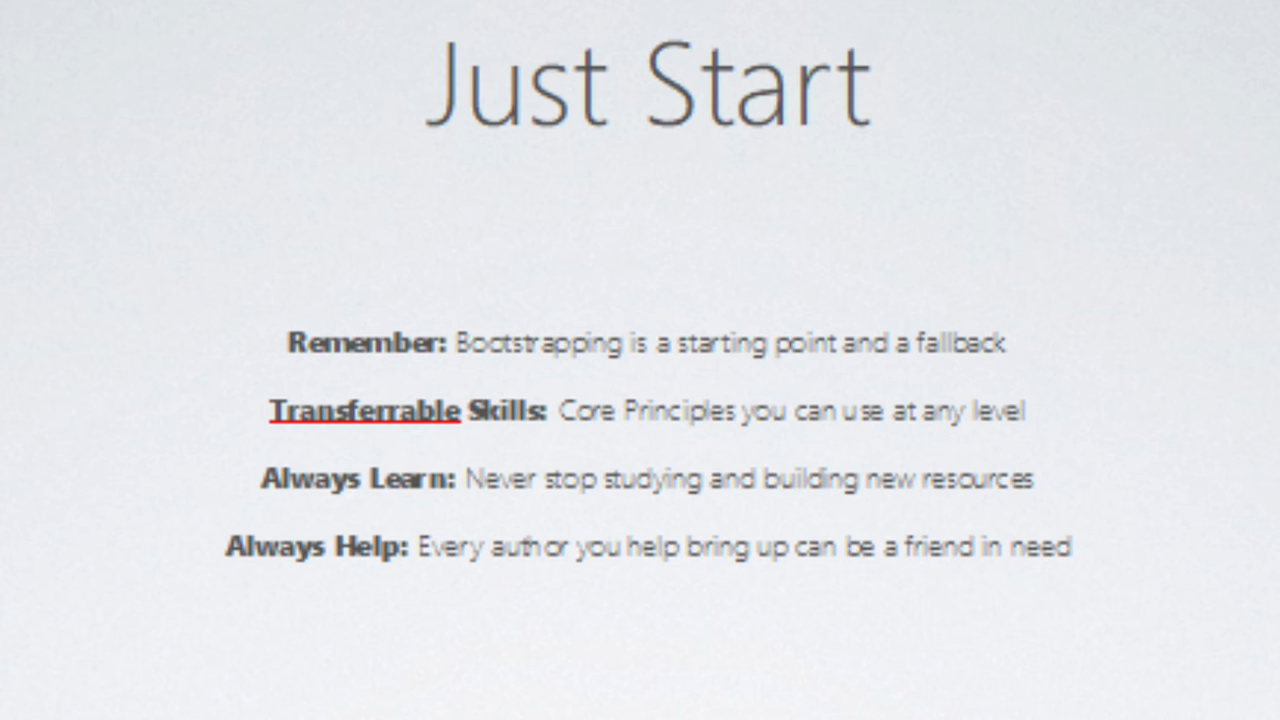 Just Start
Remember: Bootstrapping is a starting point and a fallback
Transferrable Skills: Core Principles you can use at any level
Always Learn: Never stop studying and building new resources
Always Help: Every author you help bring up can be a friend in need